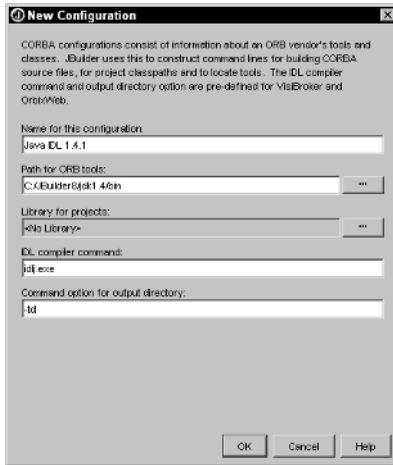 New Configuration
CORBA configurations consist of information about an ORB vendor's tools and
classes. JBuilder uses this to construct command lines for building CORBA
source files, for project classpaths and to locate tools. The IDL compiler
command and output directory option are pre-defined for VisiBroker and
OrbixWeb.
Name for this configuration:
Java IDL 1.4.1
Path for ORB tools:
C:/JBuilder8/jdk1.4/bin
...
Library for projects:
<No Library>
...
IDL compiler command:
idlj.exe
Command option for output directory:
-td
OK Cancel Help